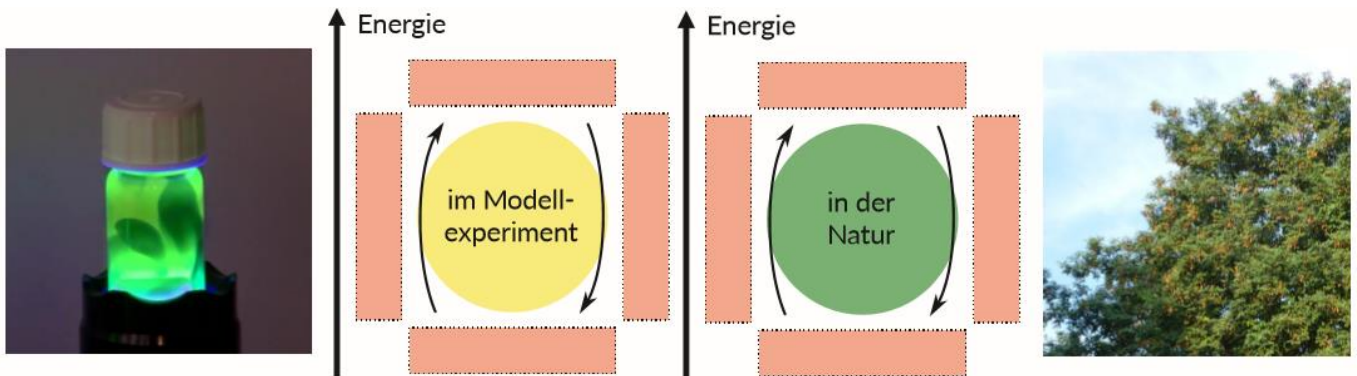 Energie
im Modell-
experiment
Energie
in der
Natur